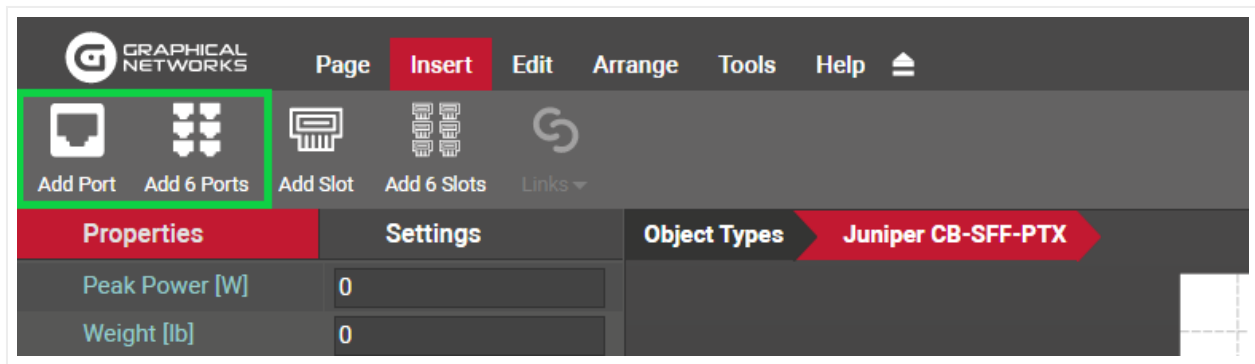 GRAPHICAL
NETWORKS
Page Insert Edit Arrange Tools Help
Add Port Add 6 Ports Add Slot Add 6 Slots Links
Properties Settings Object Types Juniper CB-SFF-PTX
Peak Power [W] 0
Weight [lb] 0